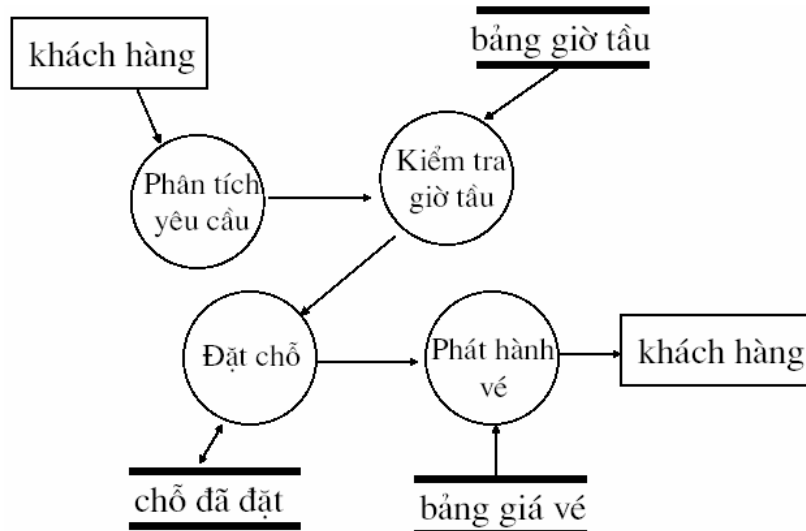 khách hàng
bảng giờ tầu
Phân tích
yêu cầu
Kiểm tra
giờ tầu
Đặt chỗ
Phát hành
vé
khách hàng
chỗ đã đặt
bảng giá vé